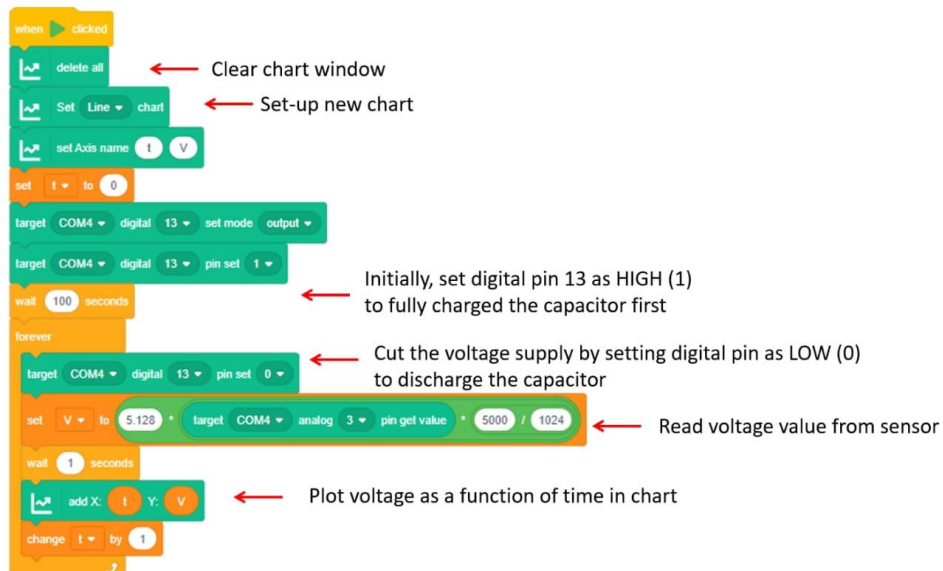 when clicked
delete all
Clear chart window
Set Line chart
Set-up new chart
set Axis name t V
set t to 0
target COM4 digital 13 set mode output
target COM4 digital 13 pin set 1
Initially, set digital pin 13 as HIGH (1)
to fully charged the capacitor first
wait 100 seconds
forever
Cut the voltage supply by setting digital pin as LOW (0)
to discharge the capacitor
target COM4 digital 13 pin set 0
set V to 5.128 * target COM4 analog 3 pin get value * 5000 / 1024
Read voltage value from sensor
wait 1 seconds
add X: t Y: V
Plot voltage as a function of time in chart
change t by 1